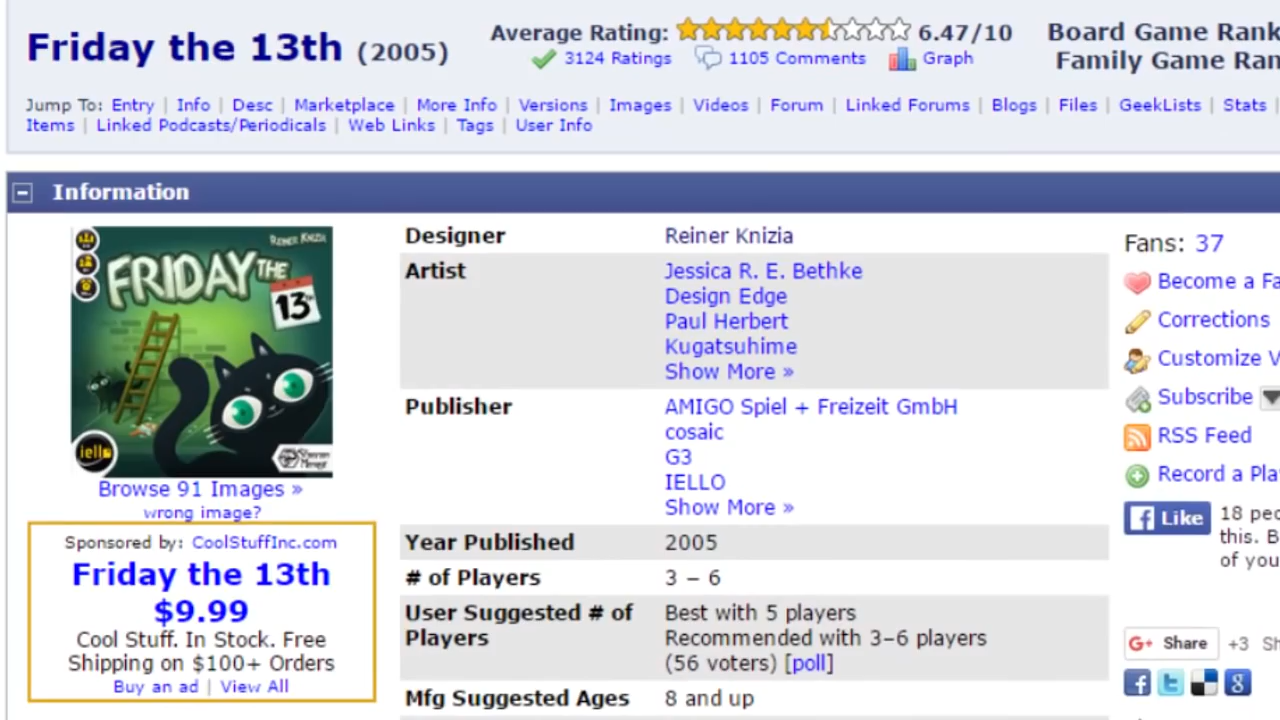 Friday the 13th (2005)
Average Rating: 6.47/10
3124 Ratings 1105 Comments Graph
Board Game Rank
Family Game Ran
Jump To: Entry | Info | Desc | Marketplace | More Info | Versions | Images | Videos | Forum | Linked Forums | Blogs | Files | GeekLists | Stats |
Items | Linked Podcasts/Periodicals | Web Links | Tags | User Info
Information
REINER KNIZIA
FRIDAY THE
13th
iello
Browse 91 Images »
wrong image?
Sponsored by: CoolStuffInc.com
Friday the 13th
$9.99
Cool Stuff. In Stock. Free
Shipping on $100+ Orders
Buy an ad | View All
Designer Reiner Knizia
Artist Jessica R. E. Bethke
Design Edge
Paul Herbert
Kugatsuhime
Show More »
Publisher AMIGO Spiel + Freizeit GmbH
cosaic
G3
IELLO
Show More »
Year Published 2005
# of Players 3 – 6
User Suggested # of Players Best with 5 players
Recommended with 3–6 players
(56 voters) [poll]
Mfg Suggested Ages 8 and up
Fans: 37
Become a Fa
Corrections
Customize V
Subscribe
RSS Feed
Record a Pla
Like 18 peo
this. B
of you
G+ Share +3 Sh